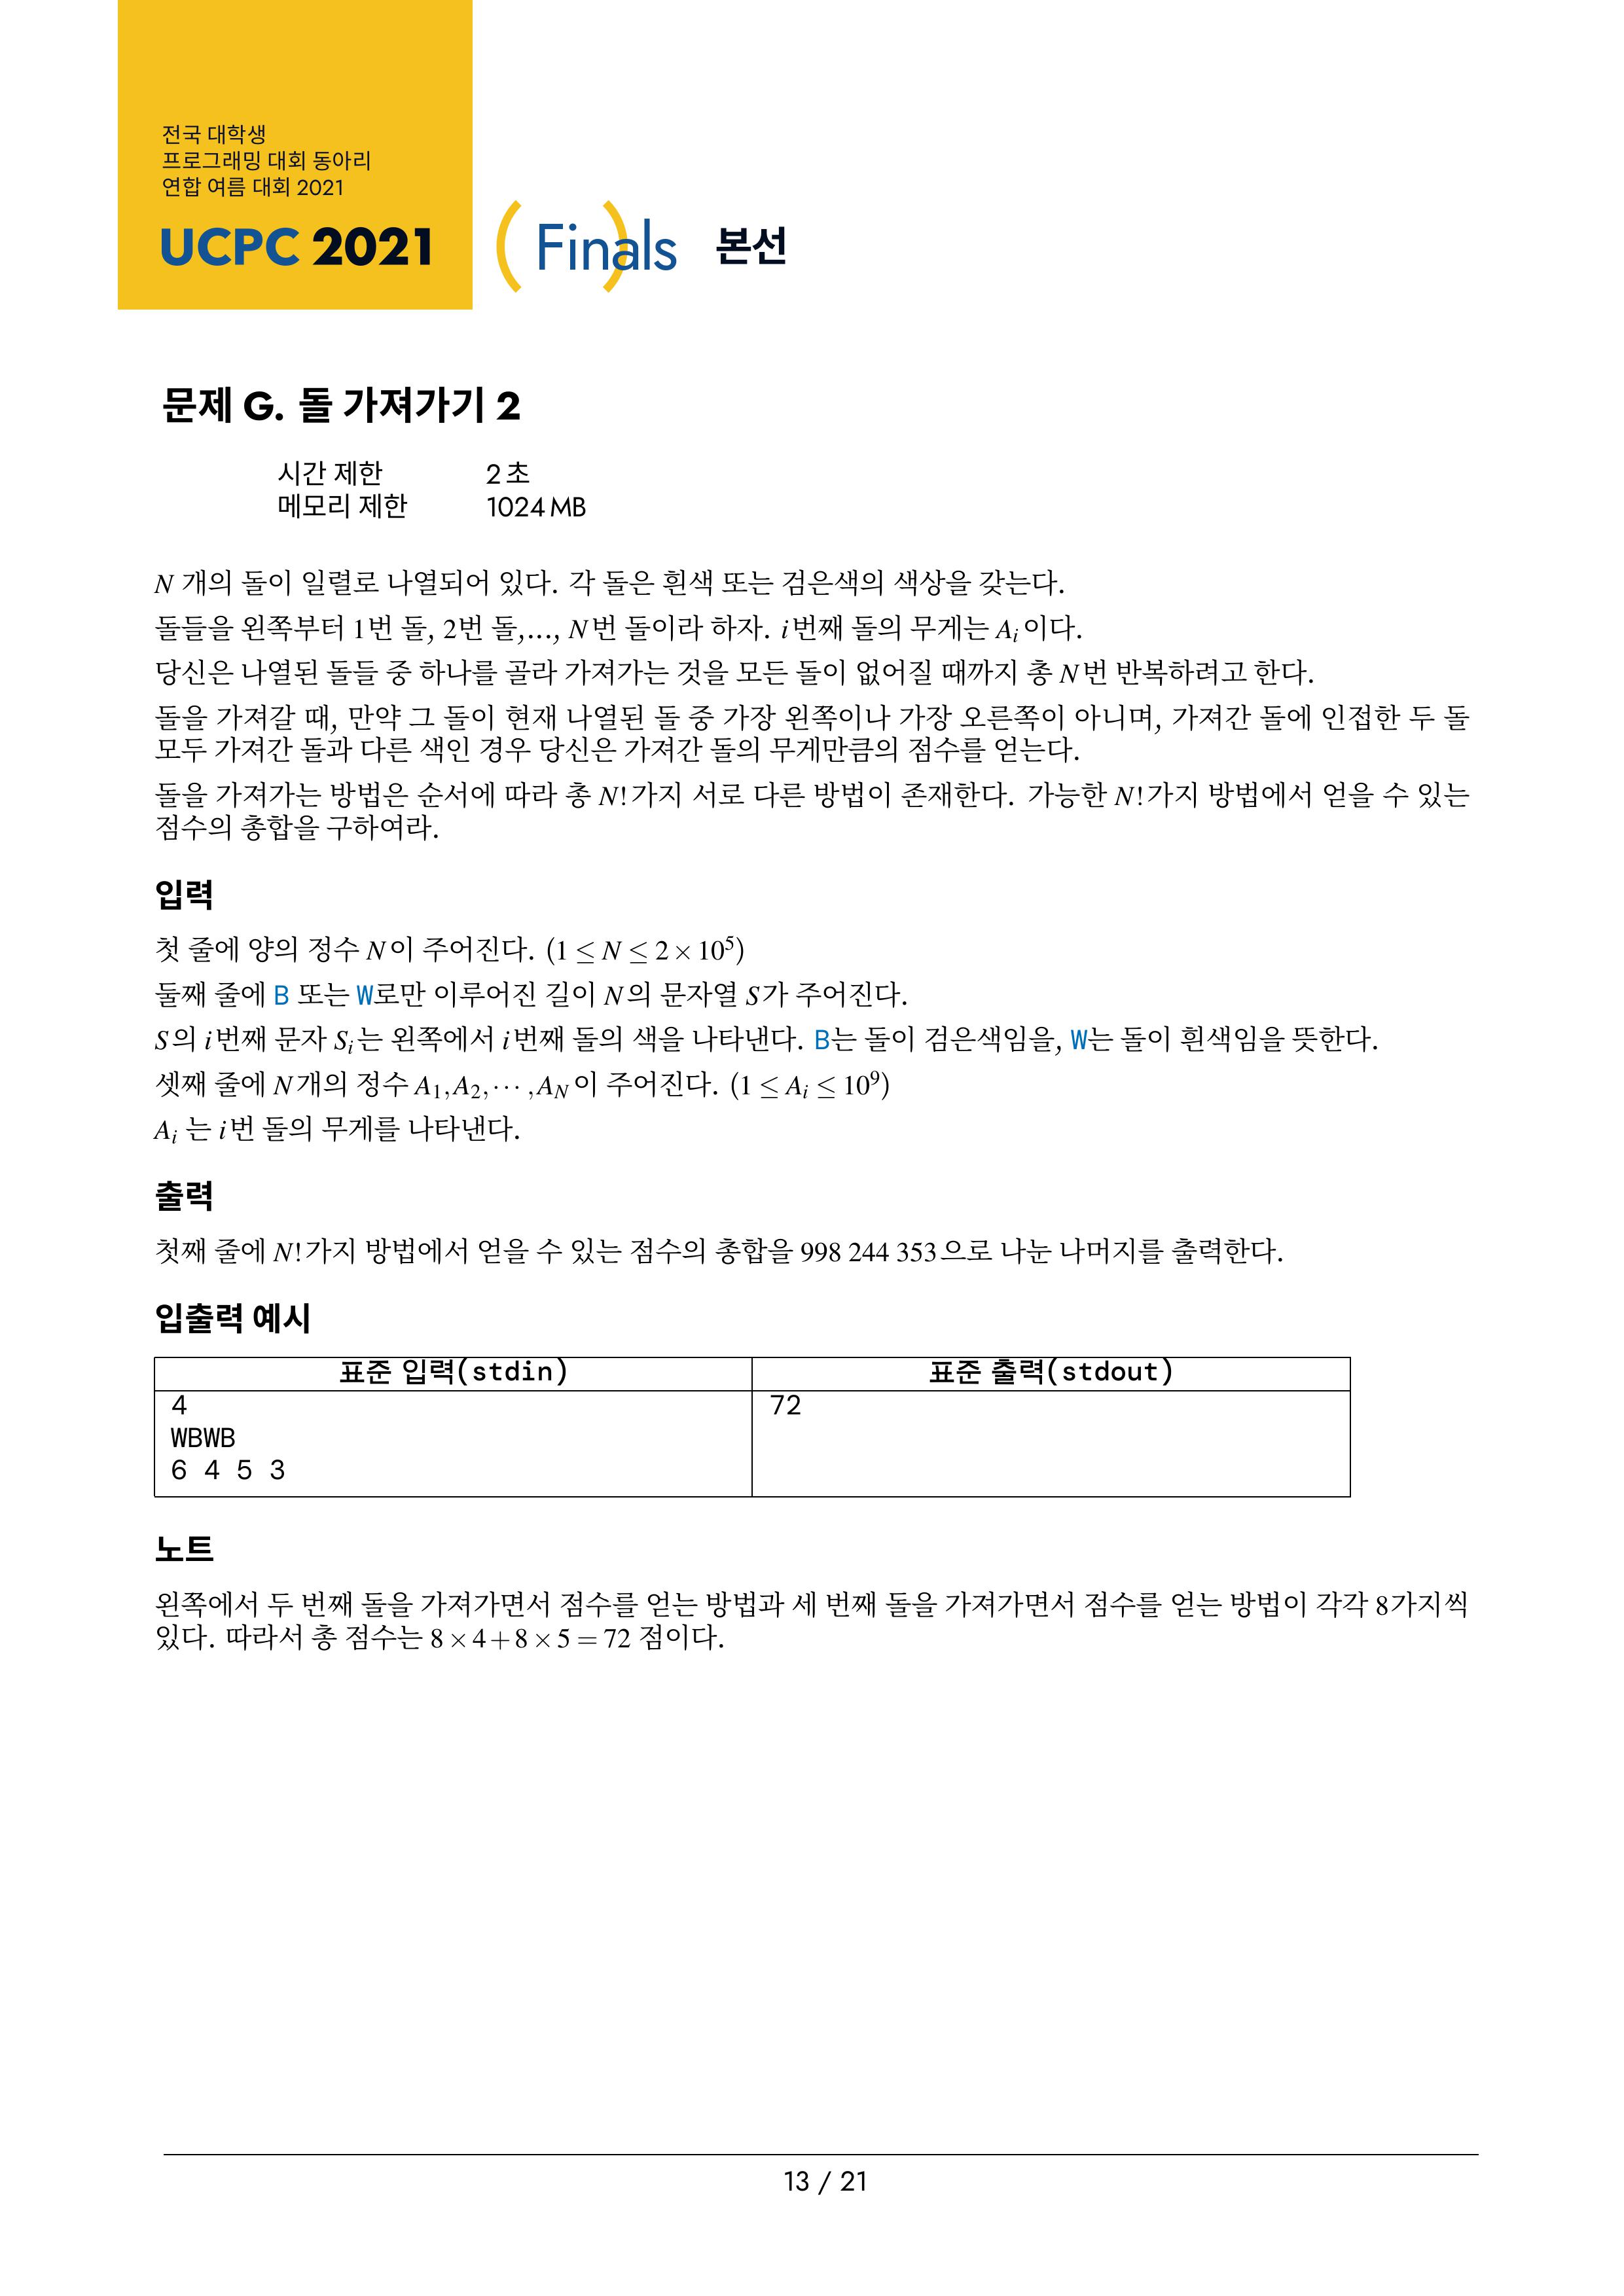 전국 대학생
프로그래밍 대회 동아리
연합 여름 대회 2021
UCPC 2021
(Finals) 본선
문제 G. 돌 가져가기 2
시간 제한 2 초
메모리 제한 1024 MB
N 개의 돌이 일렬로 나열되어 있다. 각 돌은 흰색 또는 검은색의 색상을 갖는다.
돌들을 왼쪽부터 1번 돌, 2번 돌,..., N번 돌이라 하자. i번째 돌의 무게는 A_i이다.
당신은 나열된 돌들 중 하나를 골라 가져가는 것을 모든 돌이 없어질 때까지 총 N번 반복하려고 한다.
돌을 가져갈 때, 만약 그 돌이 현재 나열된 돌 중 가장 왼쪽이나 가장 오른쪽이 아니며, 가져간 돌에 인접한 두 돌
모두 가져간 돌과 다른 색인 경우 당신은 가져간 돌의 무게만큼의 점수를 얻는다.
돌을 가져가는 방법은 순서에 따라 총 N!가지 서로 다른 방법이 존재한다. 가능한 N!가지 방법에서 얻을 수 있는
점수의 총합을 구하여라.
입력
첫 줄에 양의 정수 N이 주어진다. (1 ≤ N ≤ 2 × 10^5)
둘째 줄에 B 또는 W로만 이루어진 길이 N의 문자열 S가 주어진다.
S의 i번째 문자 S_i는 왼쪽에서 i번째 돌의 색을 나타낸다. B는 돌이 검은색임을, W는 돌이 흰색임을 뜻한다.
셋째 줄에 N개의 정수 A_1,A_2,⋯,A_N이 주어진다. (1 ≤ A_i ≤ 10^9)
A_i 는 i번 돌의 무게를 나타낸다.
출력
첫째 줄에 N!가지 방법에서 얻을 수 있는 점수의 총합을 998 244 353으로 나눈 나머지를 출력한다.
입출력 예시
표준 입력(stdin) 표준 출력(stdout)
4 72
WBWB
6 4 5 3
노트
왼쪽에서 두 번째 돌을 가져가면서 점수를 얻는 방법과 세 번째 돌을 가져가면서 점수를 얻는 방법이 각각 8가지씩
있다. 따라서 총 점수는 8 × 4 + 8 × 5 = 72 점이다.
13 / 21